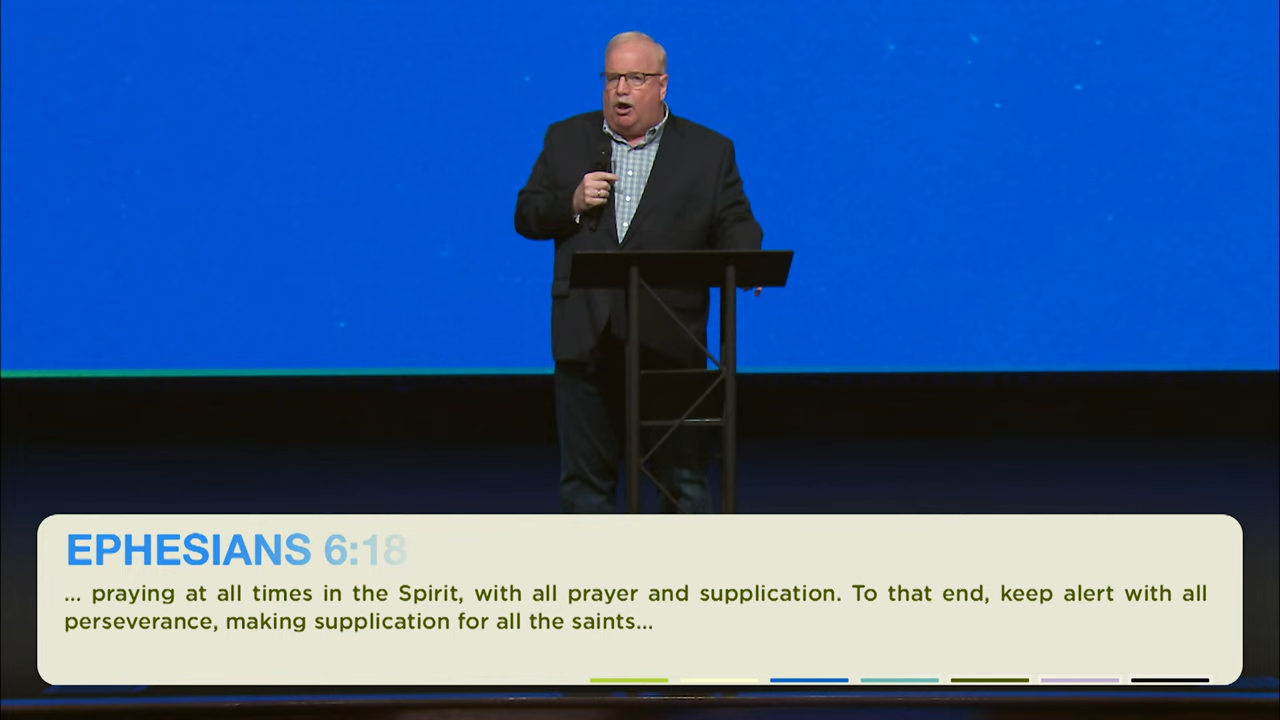 EPHESIANS 6:18
... praying at all times in the Spirit, with all prayer and supplication. To that end, keep alert with all
perseverance, making supplication for all the saints...